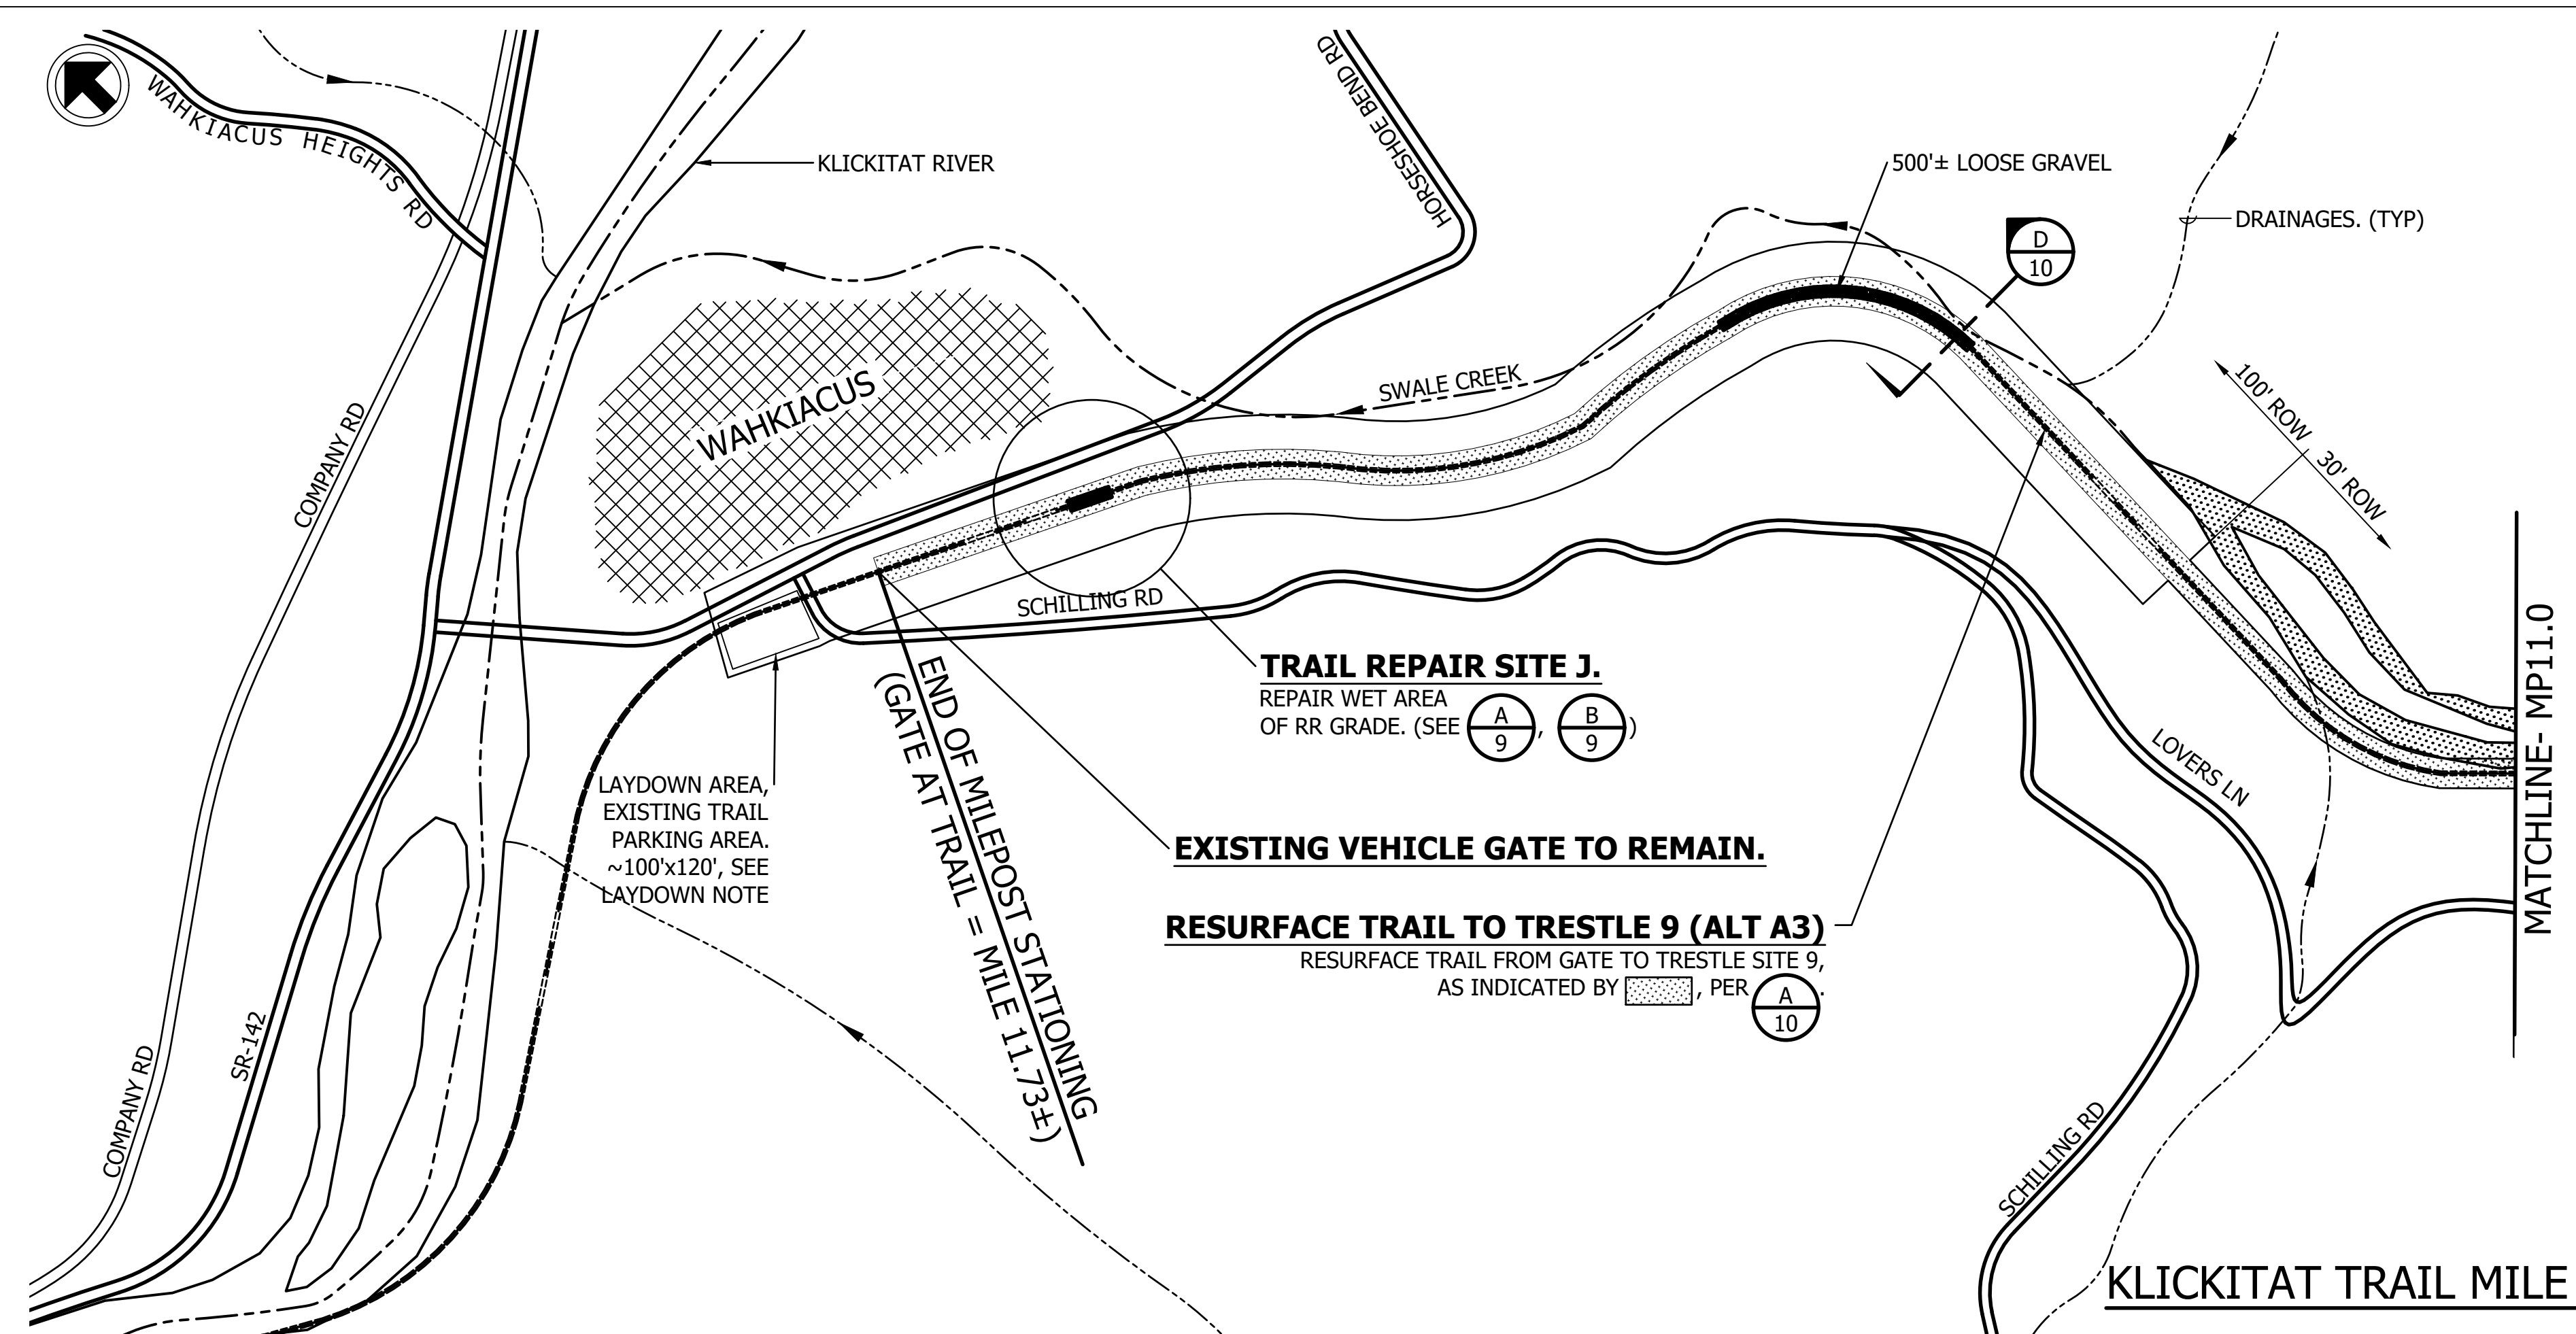 WAHKIACUS HEIGHTS RD
KLICKITAT RIVER
HORSESHOE BEND RD
500'± LOOSE GRAVEL
DRAINAGES. (TYP)
D
10
COMPANY RD
WAHKIACUS
SWALE CREEK
100' ROW
30' ROW
SCHILLING RD
TRAIL REPAIR SITE J.
REPAIR WET AREA
OF RR GRADE. (SEE A/9, B/9)
LAYDOWN AREA,
EXISTING TRAIL
PARKING AREA.
~100'x120', SEE
LAYDOWN NOTE
END OF MILEPOST STATIONING
(GATE AT TRAIL = MILE 11.73±)
EXISTING VEHICLE GATE TO REMAIN.
RESURFACE TRAIL TO TRESTLE 9 (ALT A3)
RESURFACE TRAIL FROM GATE TO TRESTLE SITE 9,
AS INDICATED BY , PER A/10.
LOVERS LN
MATCHLINE- MP11.0
SR-142
COMPANY RD
SCHILLING RD
KLICKITAT TRAIL MILE